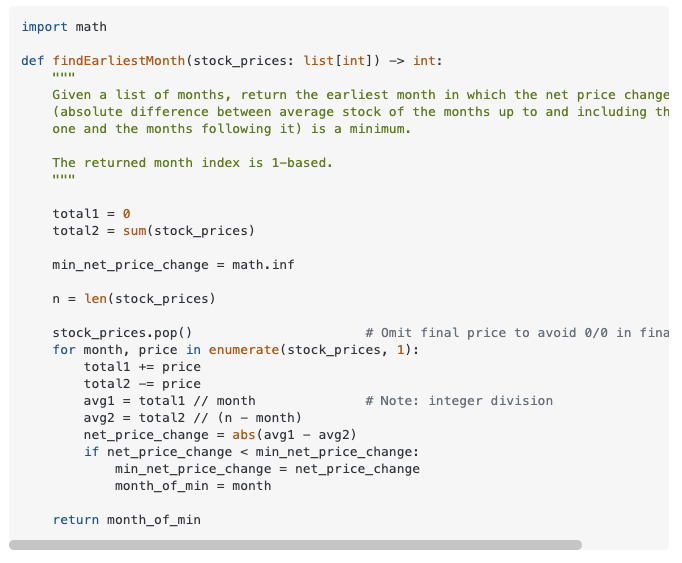 import math
def findEarliestMonth(stock_prices: list[int]) -> int:
    """
    Given a list of months, return the earliest month in which the net price change
    (absolute difference between average stock of the months up to and including th
    one and the months following it) is a minimum.
    The returned month index is 1-based.
    """
    total1 = 0
    total2 = sum(stock_prices)
    min_net_price_change = math.inf
    n = len(stock_prices)
    stock_prices.pop()                      # Omit final price to avoid 0/0 in fina
    for month, price in enumerate(stock_prices, 1):
        total1 += price
        total2 -= price
        avg1 = total1 // month              # Note: integer division
        avg2 = total2 // (n - month)
        net_price_change = abs(avg1 - avg2)
        if net_price_change < min_net_price_change:
            min_net_price_change = net_price_change
            month_of_min = month
    return month_of_min